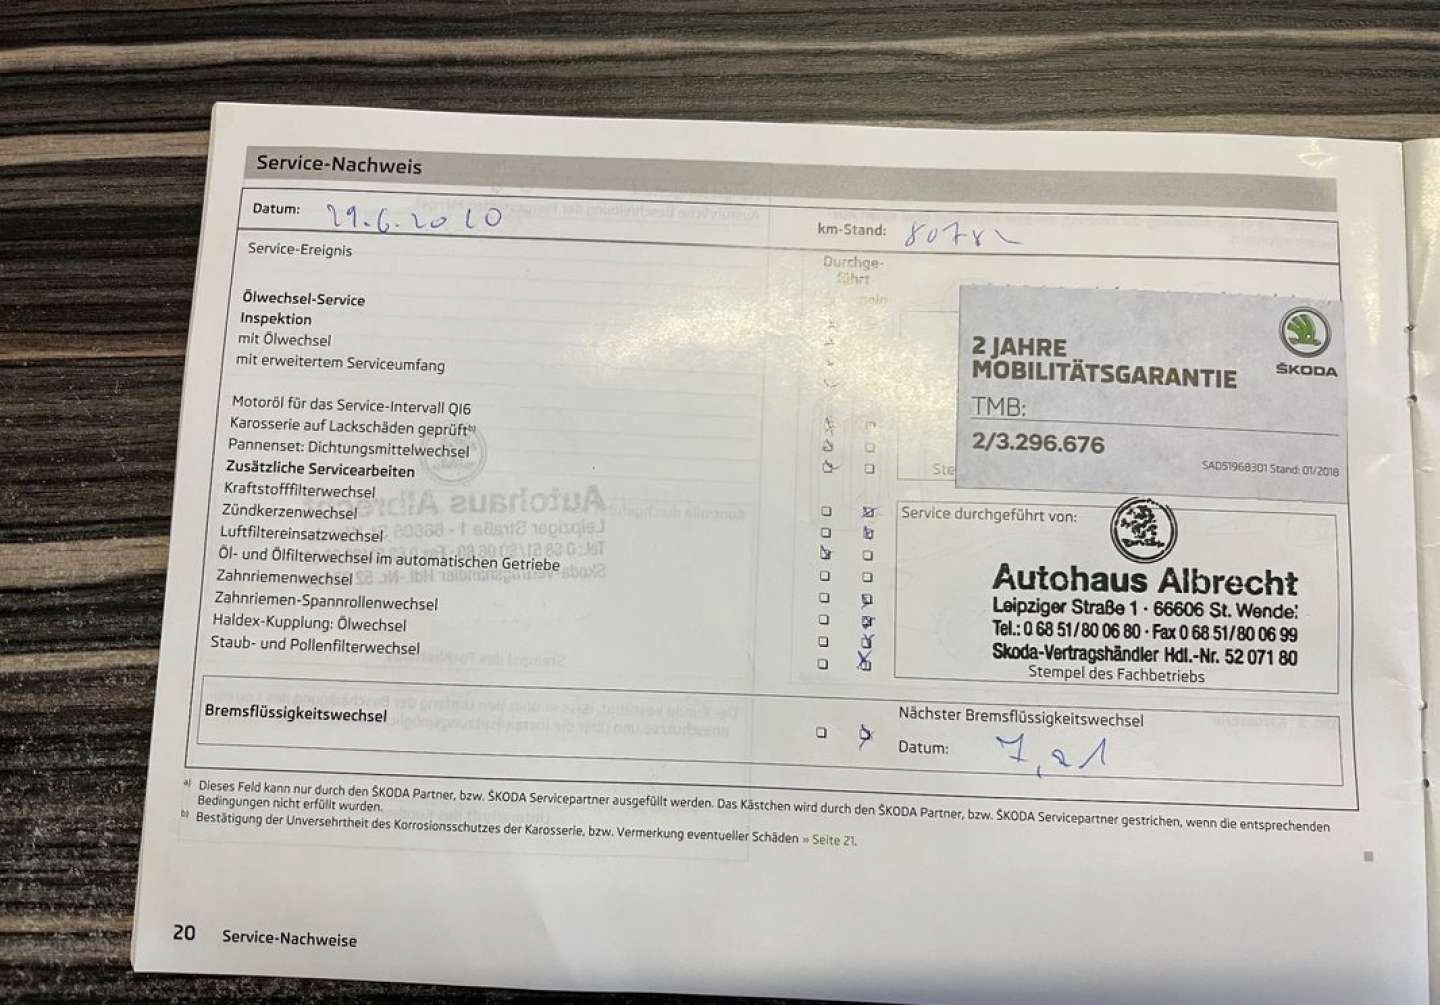 Service-Nachweis
Datum: 29.6.2020
km-Stand: 80782
Service-Ereignis
Durchge-
führt
nein
Ölwechsel-Service
Inspektion
mit Ölwechsel
mit erweitertem Serviceumfang
Motoröl für das Service-Intervall QI6
Karosserie auf Lackschäden geprüft b)
Pannenset: Dichtungsmittelwechsel
Zusätzliche Servicearbeiten
Kraftstofffilterwechsel
Zündkerzenwechsel
Luftfiltereinsatzwechsel
Öl- und Ölfilterwechsel im automatischen Getriebe
Zahnriemenwechsel
Zahnriemen-Spannrollenwechsel
Haldex-Kupplung: Ölwechsel
Staub- und Pollenfilterwechsel
2 JAHRE
MOBILITÄTSGARANTIE
ŠKODA
TMB:
2/3.296.676
SAD51968301 Stand: 01/2018
Ste
Service durchgeführt von:
Autohaus Albrecht
Leipziger Straße 1 · 66606 St. Wendel
Tel.: 0 68 51/80 06 80 · Fax 0 68 51/80 06 99
Skoda-Vertragshändler Hdl.-Nr. 52 071 80
Stempel des Fachbetriebs
Bremsflüssigkeitswechsel
Nächster Bremsflüssigkeitswechsel
Datum: 7,21
a) Dieses Feld kann nur durch den ŠKODA Partner, bzw. ŠKODA Servicepartner ausgefüllt werden. Das Kästchen wird durch den ŠKODA Partner, bzw. ŠKODA Servicepartner gestrichen, wenn die entsprechenden
Bedingungen nicht erfüllt wurden.
b) Bestätigung der Unversehrtheit des Korrosionsschutzes der Karosserie, bzw. Vermerkung eventueller Schäden » Seite 21.
20 Service-Nachweise